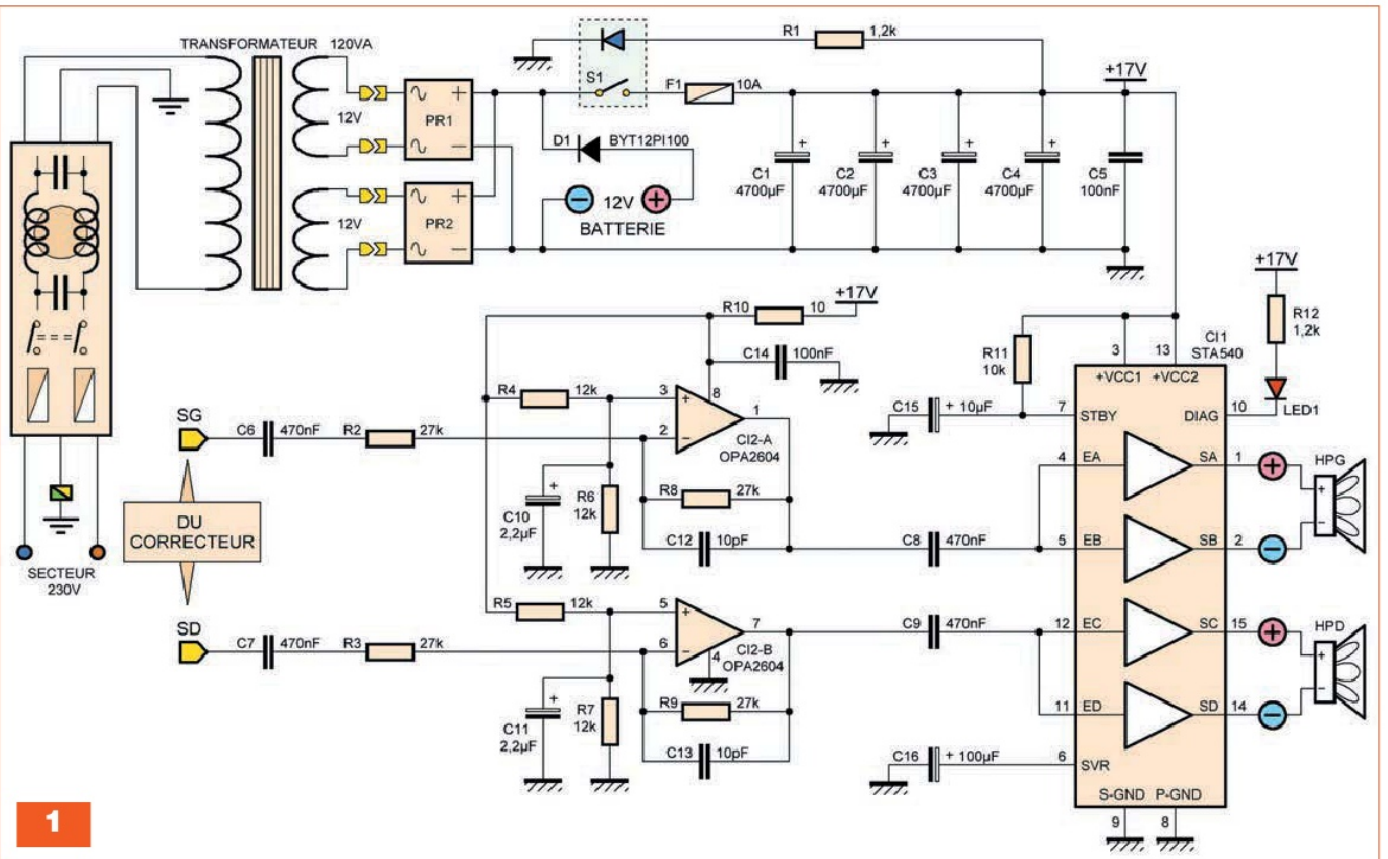 TRANSFORMATEUR 120VA
R1 1,2k
+17V
S1
F1 10A
12V
PR1
+
−
D1 BYT12PI100
+
C1
4700µF
+
C2
4700µF
+
C3
4700µF
+
C4
4700µF
C5
100nF
12V
PR2
+
−
− 12V +
BATTERIE
+17V
R12
1,2k
+17V
R10 10
C14 100nF
R11
10k
3 13
CI1
STA540
+VCC1 +VCC2
R4 12k
3
+
8
1
2
−
CI2-A
OPA2604
C15 + 10µF
7 STBY
DIAG 10
LED1
SG
C6 470nF R2 27k
4 EA
SA 1 +
HPG
+
-
R6
12k
R8 27k
+
C10
2,2µF
C12 10pF
C8 470nF
5 EB
SB 2 −
DU
CORRECTEUR
SECTEUR
230V
R5 12k
5
+
7
6
−
4
CI2-B
OPA2604
SD
C7 470nF R3 27k
C9 470nF
12 EC
SC 15 +
HPD
+
-
R7
12k
R9 27k
+
C11
2,2µF
C13 10pF
11 ED
SD 14 −
C16 + 100µF
6 SVR
S-GND P-GND
9 8
1